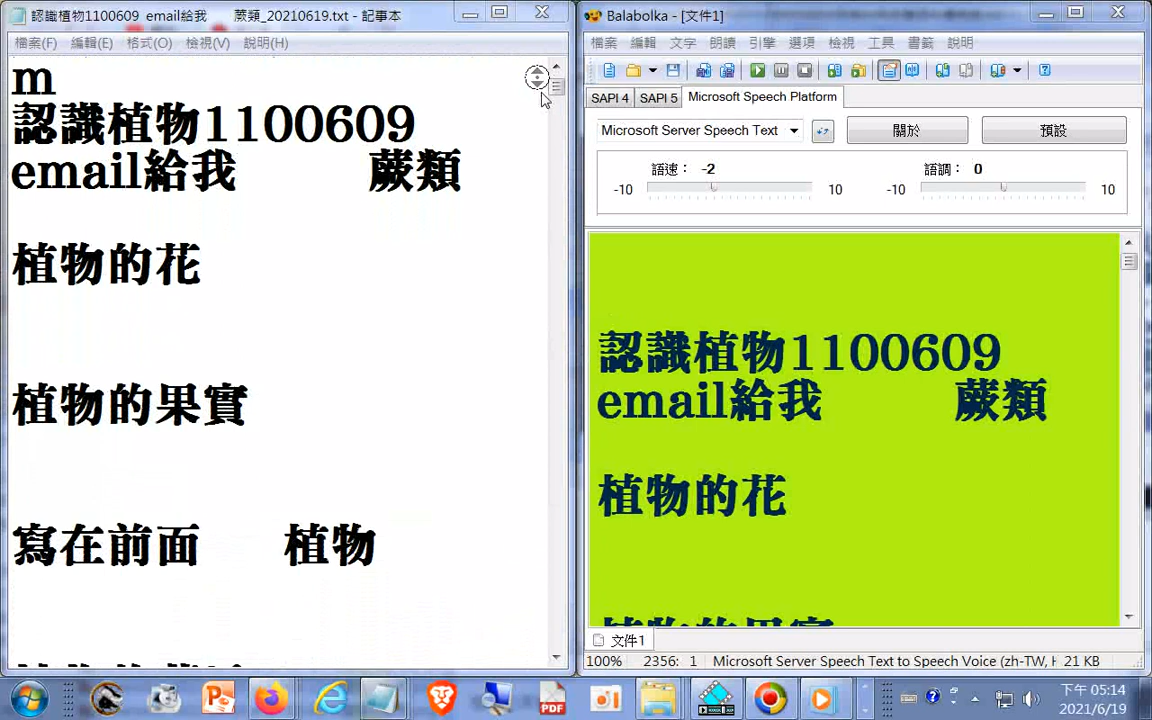 認識植物1100609 email給我 蕨類_20210619.txt - 記事本
檔案(F) 編輯(E) 格式(O) 檢視(V) 說明(H)
m
認識植物1100609
email給我 蕨類
植物的花
植物的果實
寫在前面 植物
Balabolka - [文件1]
檔案 編輯 文字 朗讀 引擎 選項 檢視 工具 書籤 說明
SAPI 4 SAPI 5 Microsoft Speech Platform
Microsoft Server Speech Text 關於 預設
語速: -2 語調: 0
-10 10 -10 10
認識植物1100609
email給我 蕨類
植物的花
植物的果實
文件1
100% 2356: 1 Microsoft Server Speech Text to Speech Voice (zh-TW, H 21 KB
PDF
下午 05:14
2021/6/19